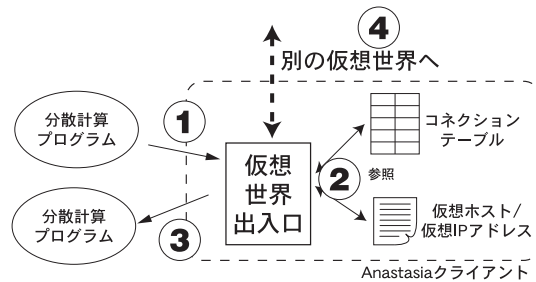 ④
別の仮想世界へ
分散計算
プログラム
①
仮想
世界
出入口
②
参照
コネクション
テーブル
分散計算
プログラム
③
仮想ホスト/
仮想IPアドレス
Anastasiaクライアント